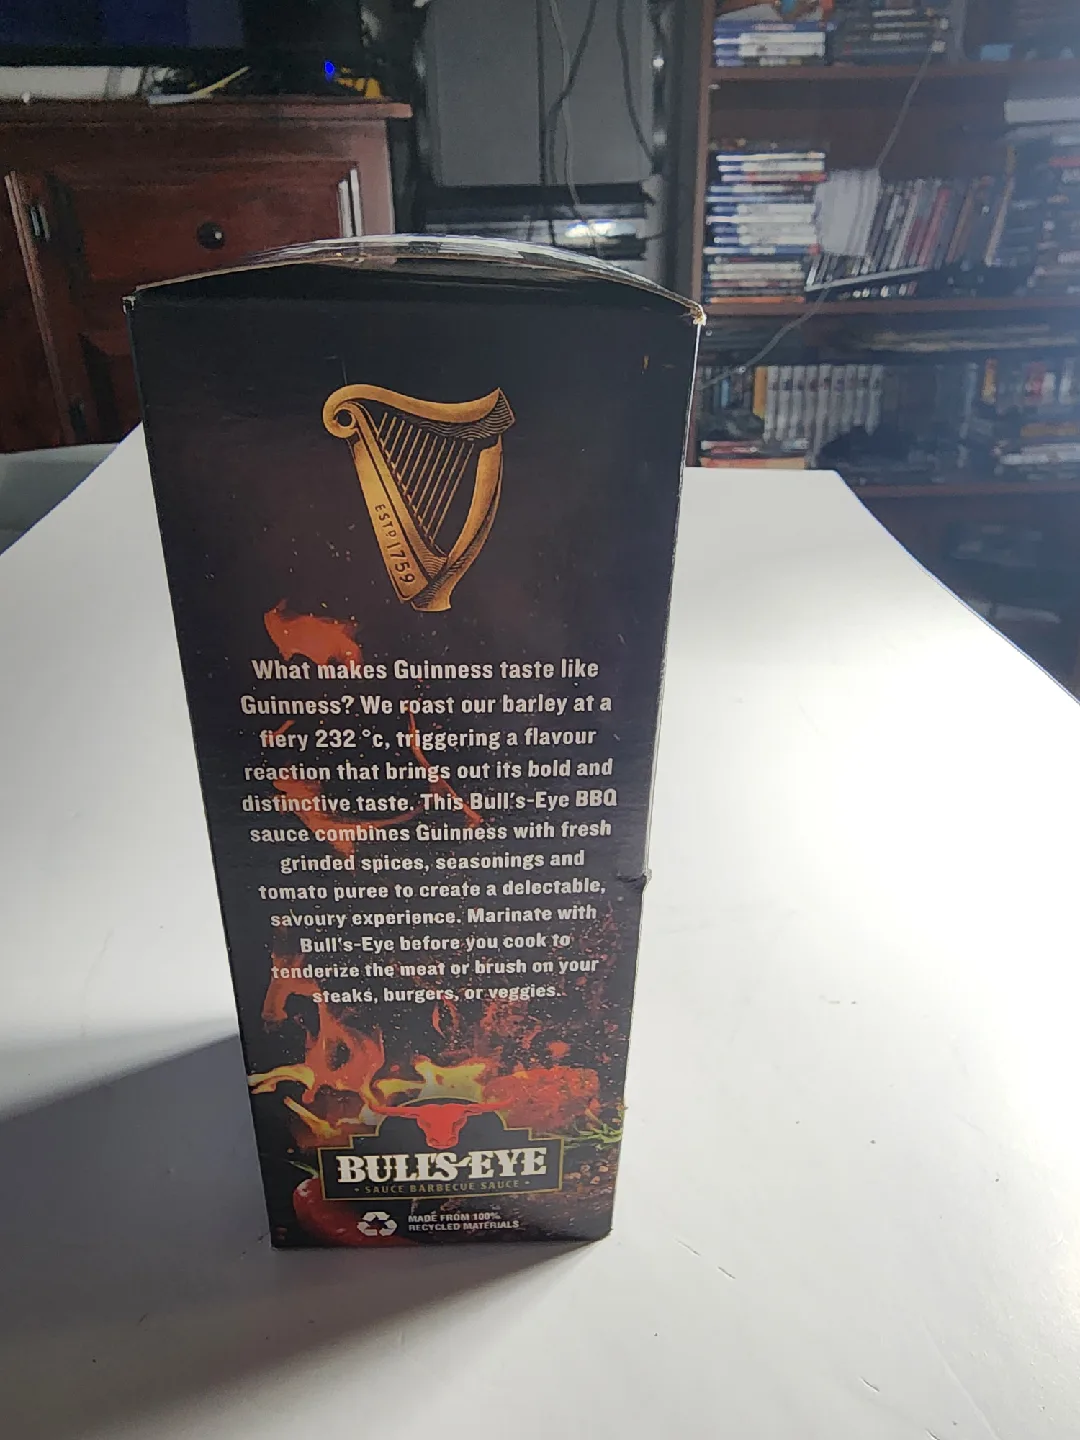 ESTD 1759
What makes Guinness taste like
Guinness? We roast our barley at a
fiery 232 °c, triggering a flavour
reaction that brings out its bold and
distinctive taste. This Bull's-Eye BBQ
sauce combines Guinness with fresh
grinded spices, seasonings and
tomato puree to create a delectable,
savoury experience. Marinate with
Bull's-Eye before you cook to
tenderize the meat or brush on your
steaks, burgers, or veggies.
BULL'S-EYE
• SAUCE BARBECUE SAUCE •
MADE FROM 100%
RECYCLED MATERIALS